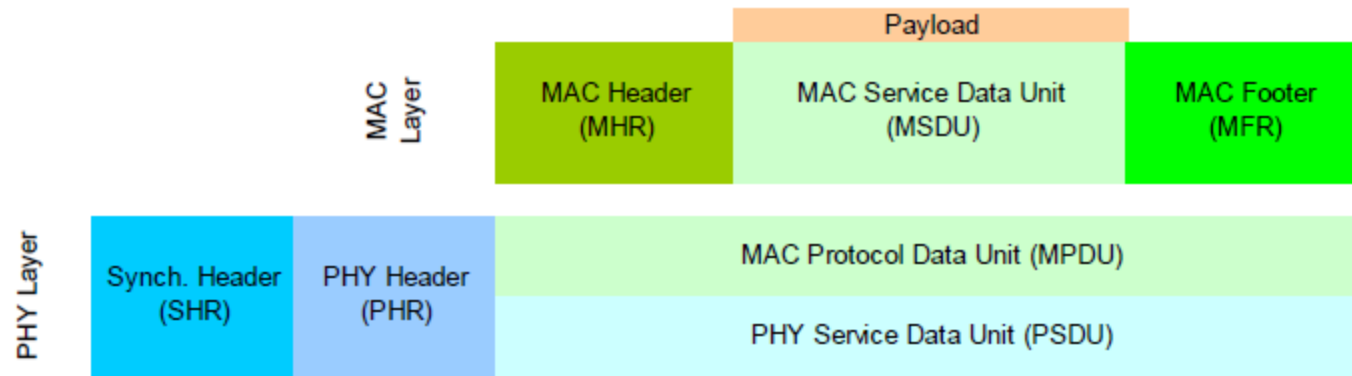 Payload
MAC
Layer
MAC Header
(MHR)
MAC Service Data Unit
(MSDU)
MAC Footer
(MFR)
PHY Layer
Synch. Header
(SHR)
PHY Header
(PHR)
MAC Protocol Data Unit (MPDU)
PHY Service Data Unit (PSDU)